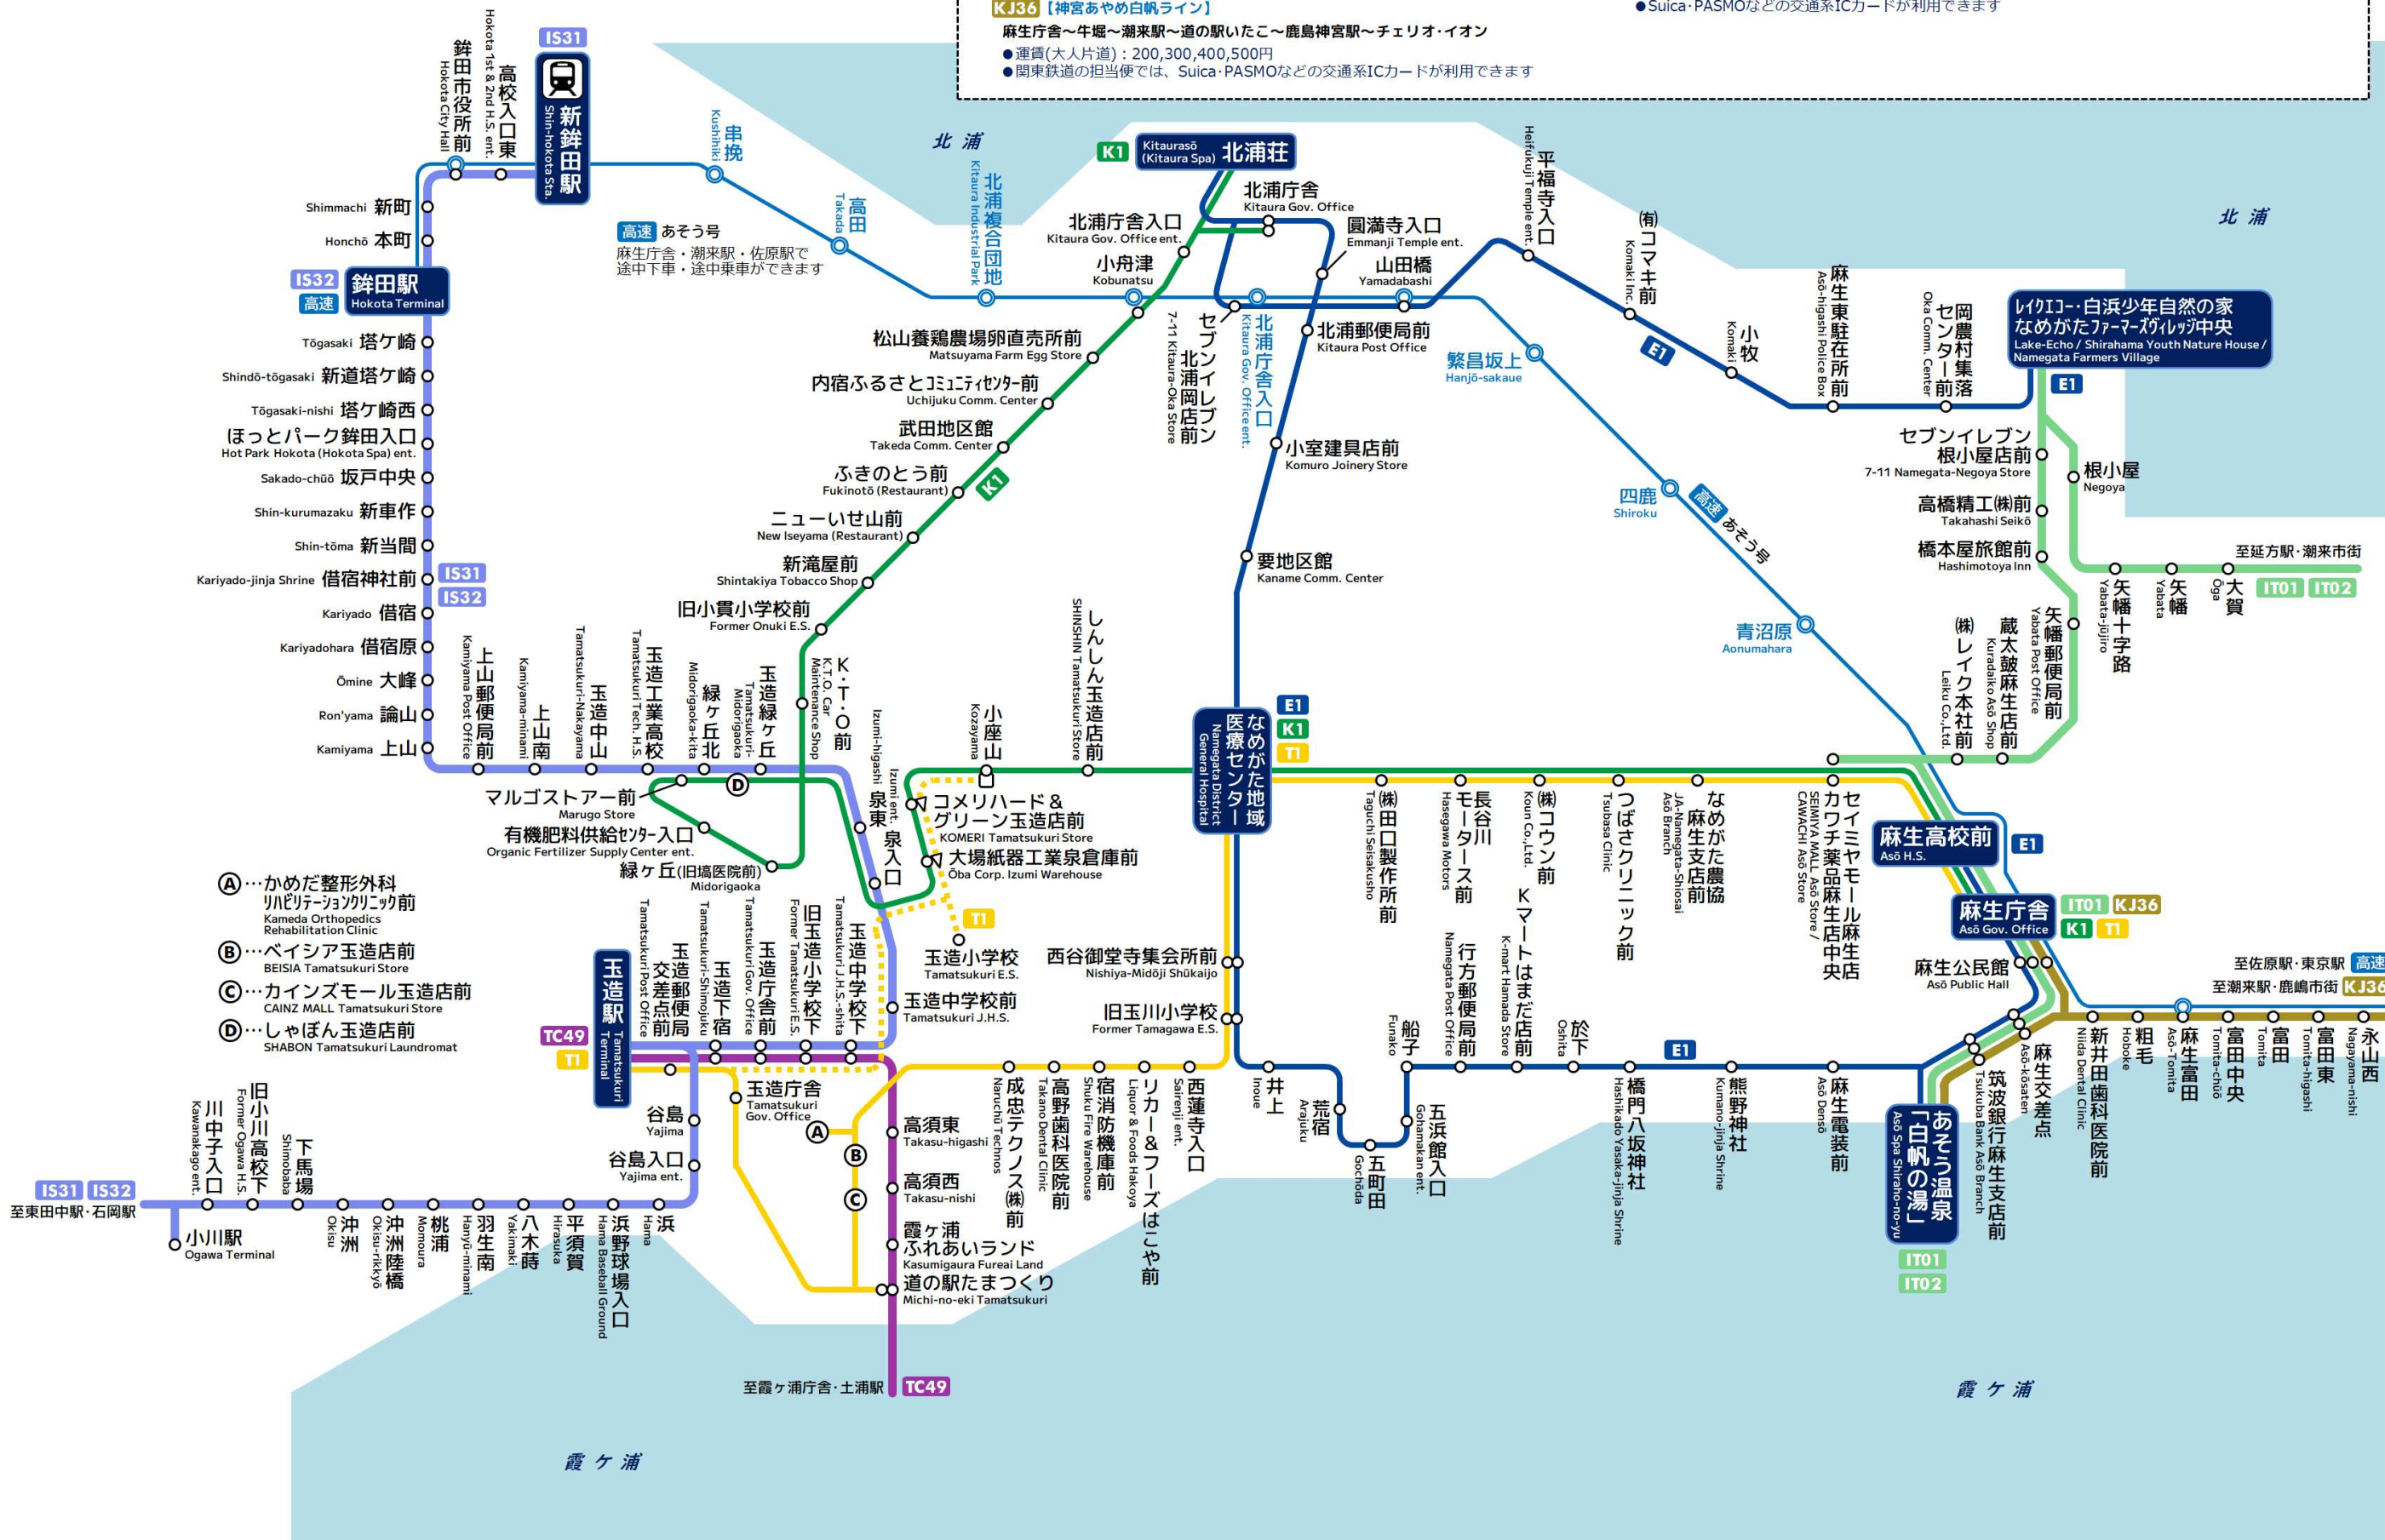 KJ36【神宮あやめ白帆ライン】
麻生庁舎～牛堀～潮来駅～道の駅いたこ～鹿島神宮駅～チェリオ･イオン
●運賃(大人片道)：200,300,400,500円
●関東鉄道の担当便では、Suica･PASMOなどの交通系ICカードが利用できます
●Suica･PASMOなどの交通系ICカードが利用できます
鉾田市役所前
Hokota City Hall
高校入口東
Hokota 1st & 2nd H.S. ent.
IS31
新鉾田駅
Shin-hokota Sta.
串挽
Kushihiki
高田
Takada
高速 あそう号
麻生庁舎・潮来駅・佐原駅で
途中下車・途中乗車ができます
北浦
北浦複合団地
Kitaura Industrial Park
K1
Kitaurasō
(Kitaura Spa)
北浦荘
北浦庁舎
Kitaura Gov. Office
北浦庁舎入口
Kitaura Gov. Office ent.
圓満寺入口
Emmanji Temple ent.
小舟津
Kobunatsu
山田橋
Yamadabashi
平福寺入口
Heifukuji Temple ent.
㈲コマキ前
Komaki Inc.
小牧
Komaki
E1
麻生東駐在所前
Asō-higashi Police Box
岡農村集落
センター前
Oka Comm. Center
北浦
ﾚｲｸｴｺｰ･白浜少年自然の家
なめがたﾌｧｰﾏｰｽﾞｳﾞｨﾚｯｼﾞ中央
Lake-Echo / Shirahama Youth Nature House /
Namegata Farmers Village
E1
Shimmachi 新町
Honchō 本町
IS32
高速
鉾田駅
Hokota Terminal
Tōgasaki 塔ケ崎
Shindō-tōgasaki 新道塔ケ崎
Tōgasaki-nishi 塔ケ崎西
ほっとパーク鉾田入口
Hot Park Hokota (Hokota Spa) ent.
Sakado-chūō 坂戸中央
Shin-kurumazaku 新車作
Shin-tōma 新当間
Kariyado-jinja Shrine 借宿神社前
IS31
IS32
Kariyado 借宿
Kariyadohara 借宿原
Ōmine 大峰
Ron'yama 論山
Kamiyama 上山
松山養鶏農場卵直売所前
Matsuyama Farm Egg Store
内宿ふるさとｺﾐｭﾆﾃｨｾﾝﾀｰ前
Uchijuku Comm. Center
武田地区館
Takeda Comm. Center
ふきのとう前
Fukinotō (Restaurant)
K1
ニューいせ山前
New Iseyama (Restaurant)
新滝屋前
Shintakiya Tobacco Shop
旧小貫小学校前
Former Onuki E.S.
セブンイレブン
北浦岡店前
7-11 Kitaura-Oka Store
北浦庁舎入口
Kitaura Gov. Office ent.
北浦郵便局前
Kitaura Post Office
小室建具店前
Komuro Joinery Store
要地区館
Kaname Comm. Center
繁昌坂上
Hanjō-sakaue
四鹿
Shiroku
高速 あそう号
青沼原
Aonumahara
セブンイレブン
根小屋店前
7-11 Namegata-Negoya Store
根小屋
Negoya
高橋精工㈱前
Takahashi Seikō
橋本屋旅館前
Hashimotoya Inn
至延方駅･潮来市街
IT01 IT02
矢幡十字路
Yabata-jūjiro
矢幡
Yabata
大賀
Ōga
矢幡郵便局前
Yabata Post Office
蔵太鼓麻生店前
Kuradaiko Asō Shop
㈱レイク本社前
Leiku Co.,Ltd.
上山郵便局前
Kamiyama Post Office
上山南
Kamiyama-minami
玉造中山
Tamatsukuri-Nakayama
玉造工業高校
Tamatsukuri Tech. H.S.
緑ヶ丘北
Midorigaoka-kita
玉造緑ヶ丘
Tamatsukuri-
Midorigaoka
K･T･O前
K.T.O. Car
Maintenance Shop
泉東
Izumi-higashi
泉入口
Izumi ent.
小座山
Kozayama
しんしん玉造店前
SHINSHIN Tamatsukuri Store
なめがた地域
医療センター
Namegata District
General Hospital
E1
K1
T1
マルゴストアー前
Marugo Store
D
有機肥料供給ｾﾝﾀｰ入口
Organic Fertilizer Supply Center ent.
緑ヶ丘(旧塙医院前)
Midorigaoka
コメリハード＆
グリーン玉造店前
KOMERI Tamatsukuri Store
大場紙器工業泉倉庫前
Ōba Corp. Izumi Warehouse
T1
玉造小学校
Tamatsukuri E.S.
㈱田口製作所前
Taguchi Seisakusho
長谷川
モータース前
Hasegawa Motors
㈱コウン前
Koun Co.,Ltd.
つばさクリニック前
Tsubasa Clinic
なめがた農協
麻生支店前
JA-Namegata-Shiosai
Asō Branch
セイミヤモール麻生店
カワチ薬品麻生店中央
SEIMIYA MALL Asō Store /
CAWACHI Asō Store
麻生高校前
Asō H.S.
E1
麻生庁舎
Asō Gov. Office
IT01 KJ36
K1 T1
麻生公民館
Asō Public Hall
至佐原駅･東京駅 高速
至潮来駅･鹿嶋市街 KJ36
A…かめだ整形外科
ﾘﾊﾋﾞﾘﾃｰｼｮﾝｸﾘﾆｯｸ前
Kameda Orthopedics
Rehabilitation Clinic
B…ベイシア玉造店前
BEISIA Tamatsukuri Store
C…カインズモール玉造店前
CAINZ MALL Tamatsukuri Store
D…しゃぼん玉造店前
SHABON Tamatsukuri Laundromat
TC49
T1
玉造駅
Tamatsukuri
Terminal
玉造郵便局
交差点前
Tamatsukuri Post Office
玉造下宿
Tamatsukuri-Shimojuku
玉造庁舎前
Tamatsukuri Gov. Office
旧玉造小学校下
Former Tamatsukuri E.S.
玉造中学校下
Tamatsukuri J.H.S.-shita
玉造中学校前
Tamatsukuri J.H.S.
西谷御堂寺集会所前
Nishiya-Midōji Shūkaijo
旧玉川小学校
Former Tamagawa E.S.
玉造庁舎
Tamatsukuri
Gov. Office
谷島
Yajima
谷島入口
Yajima ent.
A
B
C
高須東
Takasu-higashi
高須西
Takasu-nishi
霞ヶ浦
ふれあいランド
Kasumigaura Fureai Land
道の駅たまつくり
Michi-no-eki Tamatsukuri
成忠テクノス㈱前
Naruchū Technos
高野歯科医院前
Takano Dental Clinic
宿消防機庫前
Shuku Fire Warehouse
リカー＆フーズはこや前
Liquor & Foods Hakoya
西蓮寺入口
Sairenji ent.
井上
Inoue
荒宿
Arajuku
五町田
Gochōda
五浜館入口
Gohamakan ent.
船子
Funako
行方郵便局前
Namegata Post Office
Kマートはまだ店前
K-mart Hamada Store
於下
Oshita
橋門八坂神社
Hashikado Yasaka-jinja Shrine
E1
熊野神社
Kumano-jinja Shrine
麻生電装前
Asō Densō
あそう温泉
「白帆の湯」
Asō Spa Shiraho-no-yu
IT01
IT02
筑波銀行麻生支店前
Tsukuba Bank Asō Branch
麻生交差点
Asō-kōsaten
新井田歯科医院前
Niida Dental Clinic
粗毛
Hoboke
麻生富田
Asō-Tomita
富田中央
Tomita-chūō
富田
Tomita
富田東
Tomita-higashi
永山西
Nagayama-nishi
IS31 IS32
至東田中駅･石岡駅
小川駅
Ogawa Terminal
川中子入口
Kawanakago ent.
旧小川高校下
Former Ogawa H.S.
下馬場
Shimobaba
沖洲
Okisu
沖洲陸橋
Okisu-rikkyō
桃浦
Momoura
羽生南
Hanyū-minami
八木蒔
Yakimaki
平須賀
Hirasuka
浜野球場入口
Hama Baseball Ground
浜
Hama
至霞ヶ浦庁舎･土浦駅 TC49
霞ケ浦
霞ケ浦